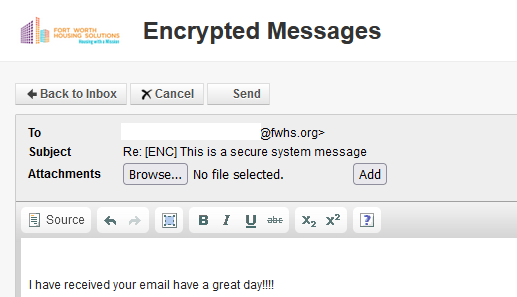 FORT WORTH
HOUSING SOLUTIONS
Housing with a Mission
Encrypted Messages
Back to Inbox Cancel Send
To @fwhs.org>
Subject Re: [ENC] This is a secure system message
Attachments Browse... No file selected. Add
Source B I U abc X₂ X² ?
I have received your email have a great day!!!!